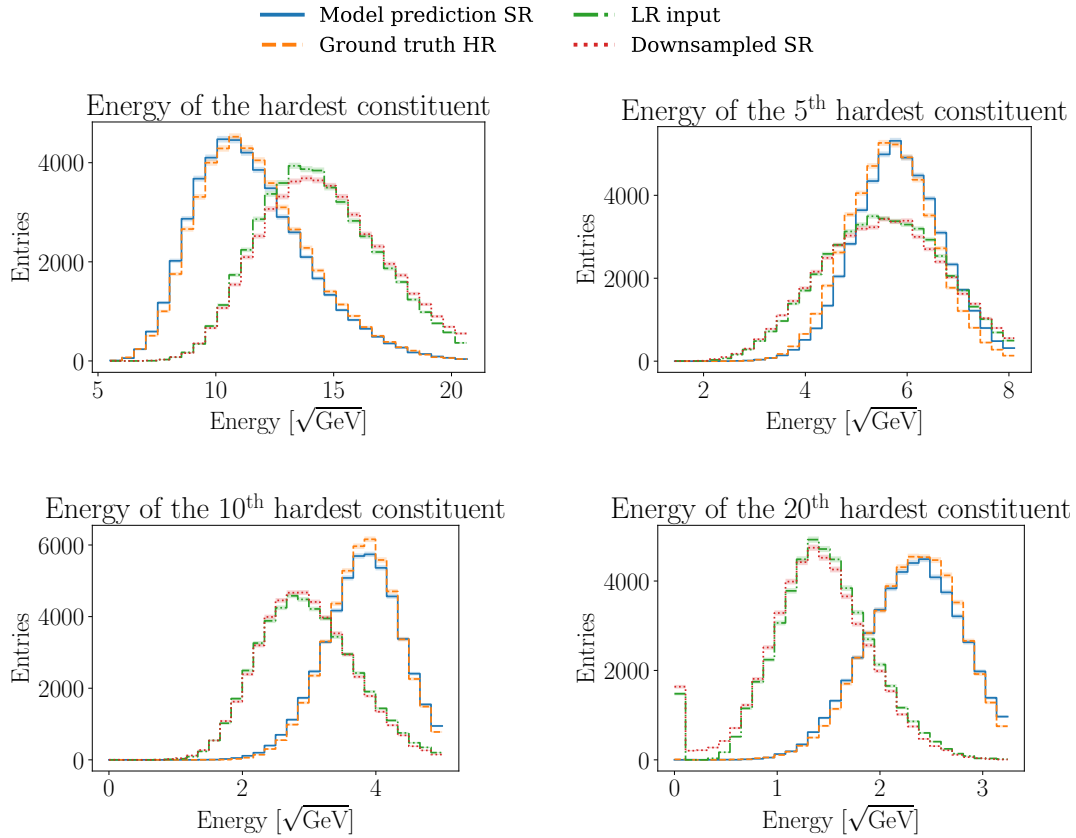 Model prediction SR
Ground truth HR
LR input
Downsampled SR
Energy of the hardest constituent
Entries
4000
2000
0
5
10
15
20
Energy [√GeV]
Energy of the 5th hardest constituent
Entries
4000
2000
0
2
4
6
8
Energy [√GeV]
Energy of the 10th hardest constituent
Entries
6000
4000
2000
0
0
2
4
Energy [√GeV]
Energy of the 20th hardest constituent
Entries
4000
2000
0
0
1
2
3
Energy [√GeV]